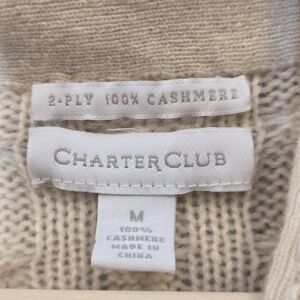 2-PLY 100% CASHMERE
CHARTER CLUB
M
100%
CASHMERE
MADE IN
CHINA